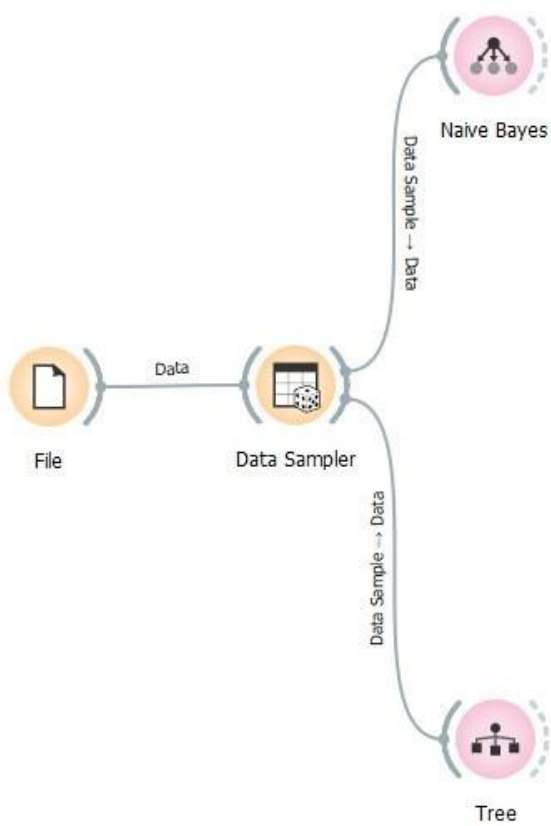 Naive Bayes
Data Sample → Data
Data
File
Data Sampler
Data Sample → Data
Tree